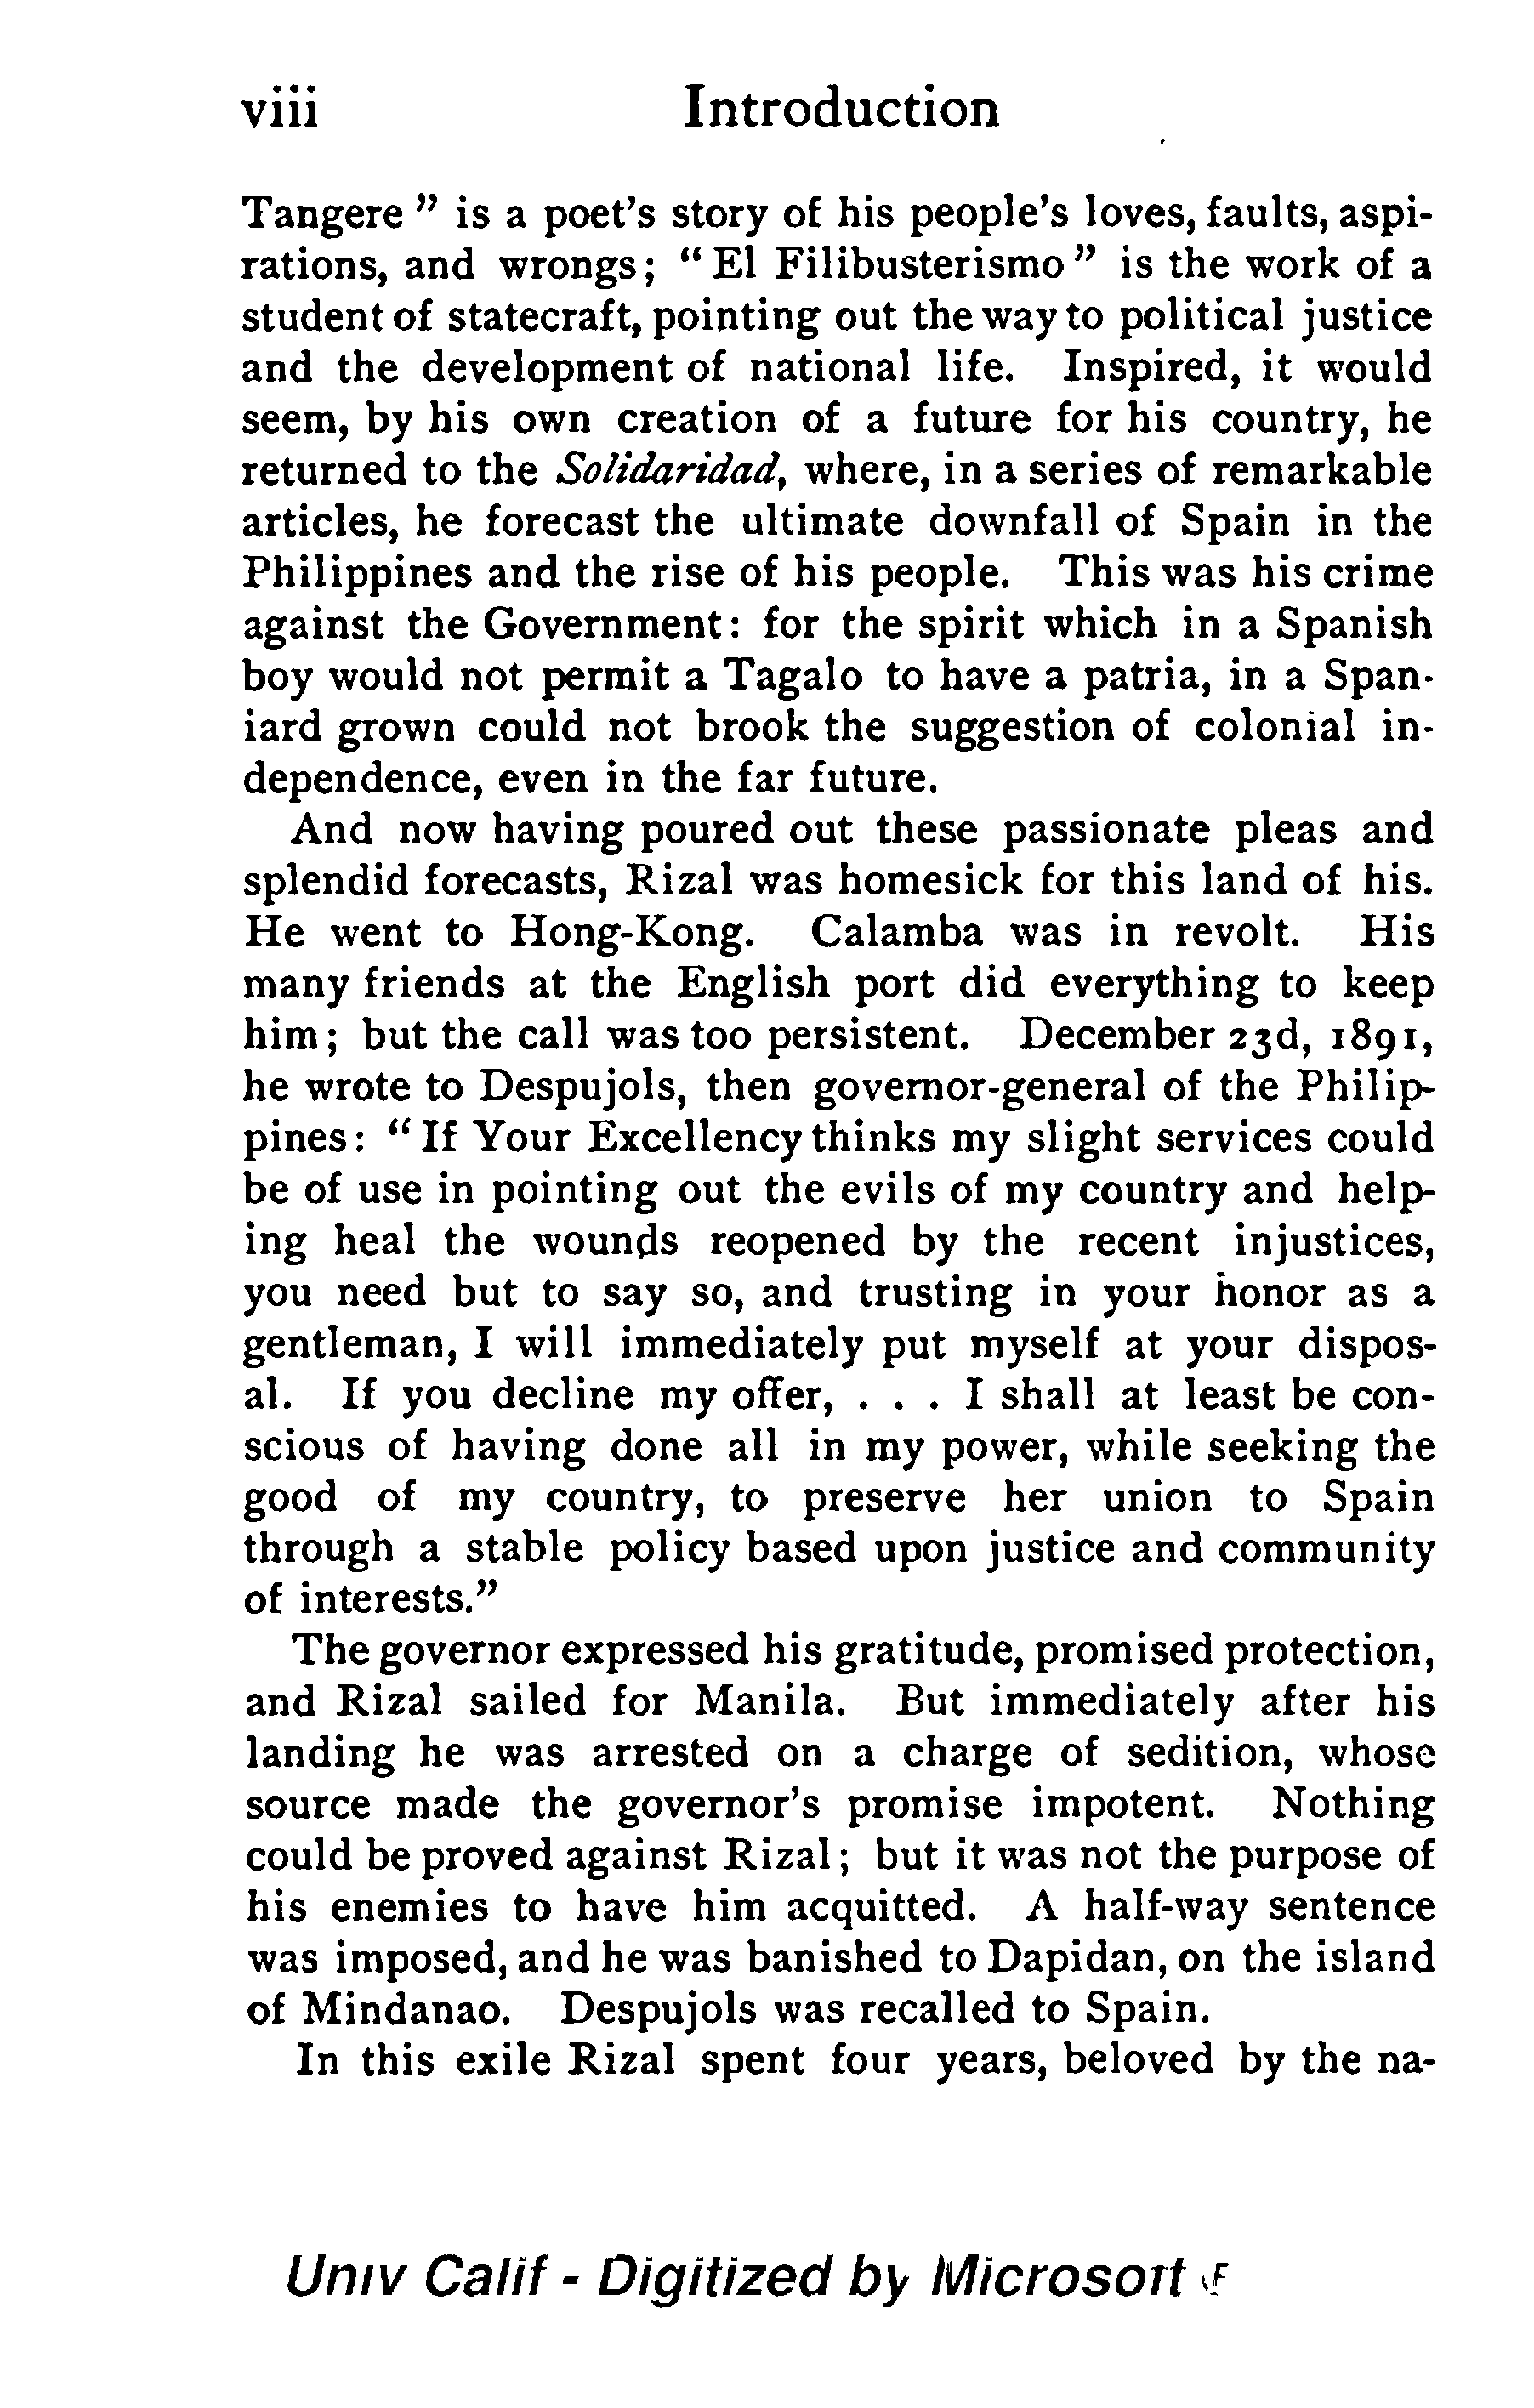 viii Introduction
Tangere ” is a poet’s story of his people’s loves, faults, aspi-
rations, and wrongs; “ El Filibusterismo ” is the work of a
student of statecraft, pointing out the way to political justice
and the development of national life. Inspired, it would
seem, by his own creation of a future for his country, he
returned to the Solidaridad, where, in a series of remarkable
articles, he forecast the ultimate downfall of Spain in the
Philippines and the rise of his people. This was his crime
against the Government: for the spirit which in a Spanish
boy would not permit a Tagalo to have a patria, in a Span-
iard grown could not brook the suggestion of colonial in-
dependence, even in the far future.
And now having poured out these passionate pleas and
splendid forecasts, Rizal was homesick for this land of his.
He went to Hong-Kong. Calamba was in revolt. His
many friends at the English port did everything to keep
him; but the call was too persistent. December 23d, 1891,
he wrote to Despujols, then governor-general of the Philip-
pines: “ If Your Excellency thinks my slight services could
be of use in pointing out the evils of my country and help-
ing heal the wounds reopened by the recent injustices,
you need but to say so, and trusting in your honor as a
gentleman, I will immediately put myself at your dispos-
al. If you decline my offer, . . . I shall at least be con-
scious of having done all in my power, while seeking the
good of my country, to preserve her union to Spain
through a stable policy based upon justice and community
of interests.”
The governor expressed his gratitude, promised protection,
and Rizal sailed for Manila. But immediately after his
landing he was arrested on a charge of sedition, whose
source made the governor’s promise impotent. Nothing
could be proved against Rizal; but it was not the purpose of
his enemies to have him acquitted. A half-way sentence
was imposed, and he was banished to Dapidan, on the island
of Mindanao. Despujols was recalled to Spain.
In this exile Rizal spent four years, beloved by the na-
Univ Calif - Digitized by Microsoft